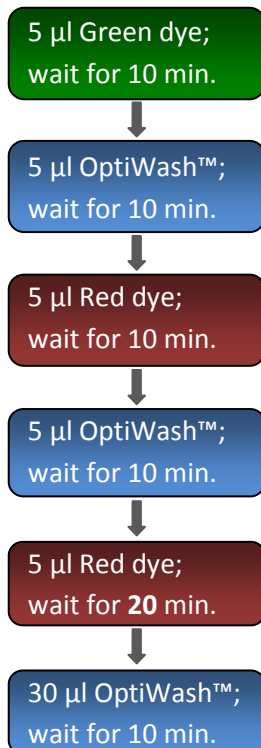 5 µl Green dye;
wait for 10 min.
5 µl OptiWash™;
wait for 10 min.
5 µl Red dye;
wait for 10 min.
5 µl OptiWash™;
wait for 10 min.
5 µl Red dye;
wait for 20 min.
30 µl OptiWash™;
wait for 10 min.